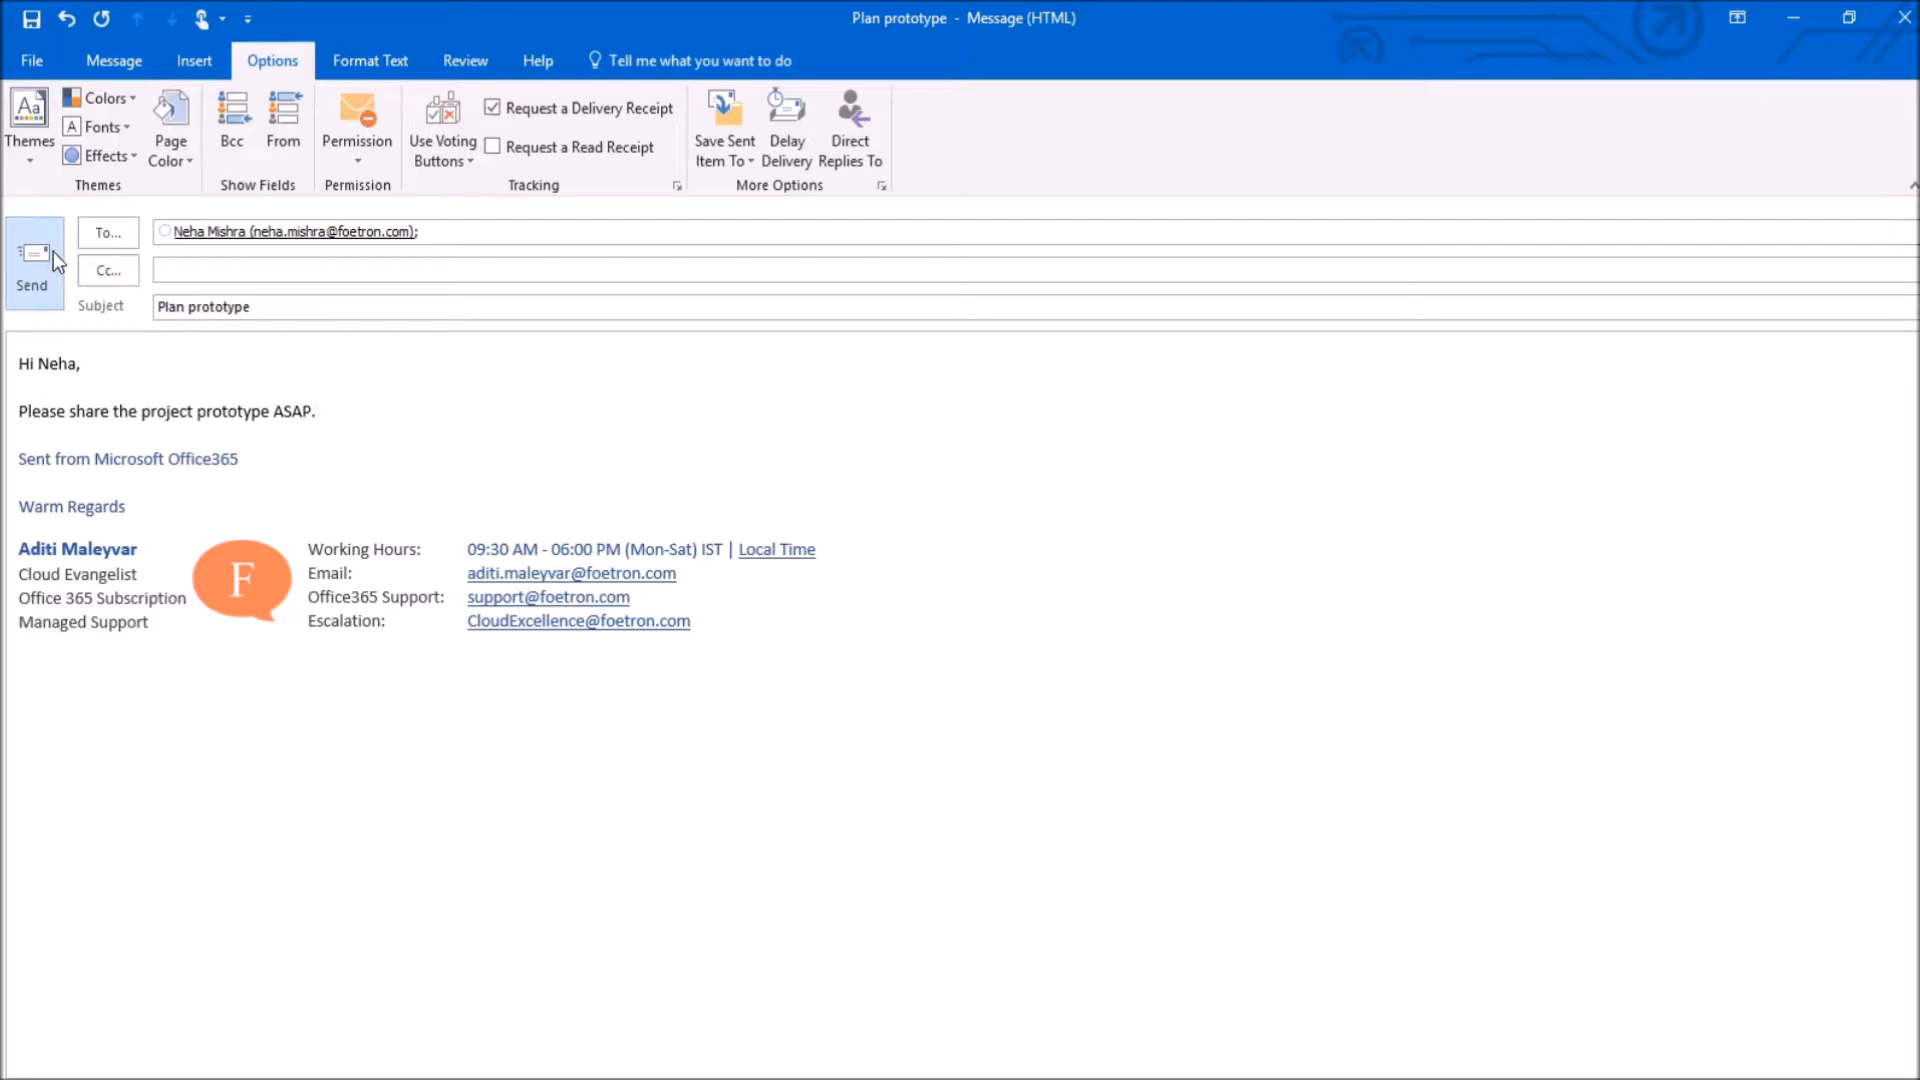 Plan prototype - Message (HTML)
File Message Insert Options Format Text Review Help Tell me what you want to do
Aa Colors Request a Delivery Receipt
A Fonts
Themes Page Bcc From Permission Use Voting Request a Read Receipt Save Sent Delay Direct
Effects Color Buttons Item To Delivery Replies To
Themes Show Fields Permission Tracking More Options
To... Neha Mishra (neha.mishra@foetron.com);
Cc...
Send
Subject Plan prototype
Hi Neha,
Please share the project prototype ASAP.
Sent from Microsoft Office365
Warm Regards
Aditi Maleyvar Working Hours: 09:30 AM - 06:00 PM (Mon-Sat) IST | Local Time
Cloud Evangelist F Email: aditi.maleyvar@foetron.com
Office 365 Subscription Office365 Support: support@foetron.com
Managed Support Escalation: CloudExcellence@foetron.com